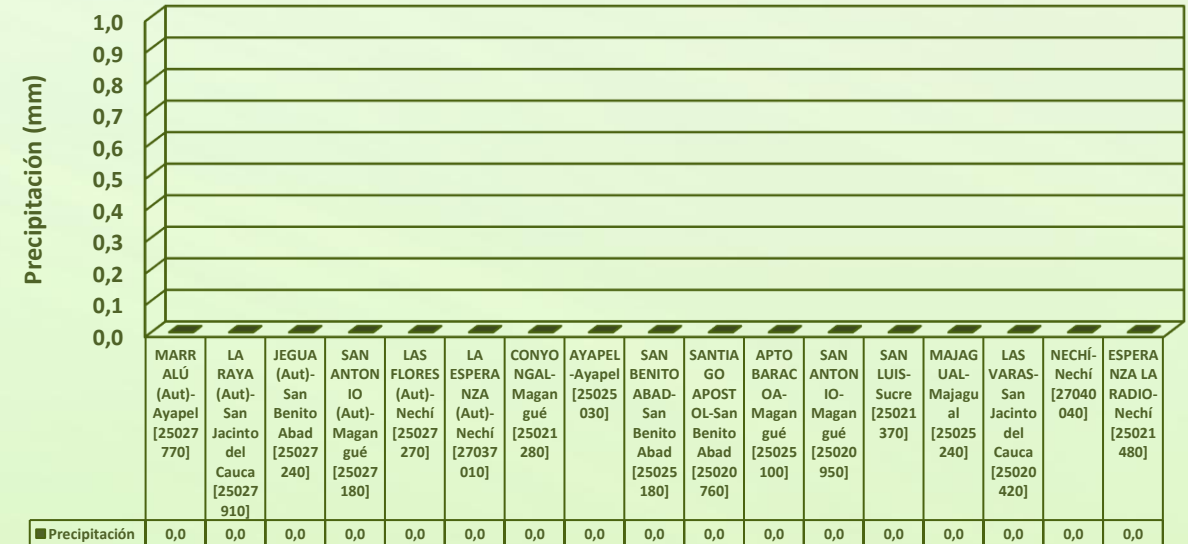 Precipitación (mm)
1,0
0,9
0,8
0,7
0,6
0,5
0,4
0,3
0,2
0,1
0,0
MARR
ALÚ
(Aut)-
Ayapel
[25027
770]
LA
RAYA
(Aut)-
San
Jacinto
del
Cauca
[25027
910]
JEGUA
(Aut)-
San
Benito
Abad
[25027
240]
SAN
ANTON
IO
(Aut)-
Magan
gué
[25027
180]
LAS
FLORES
(Aut)-
Nechí
[25027
270]
LA
ESPERA
NZA
(Aut)-
Nechí
[27037
010]
CONYO
NGAL-
Magan
gué
[25021
280]
AYAPEL
-Ayapel
[25025
030]
SAN
BENITO
ABAD-
San
Benito
Abad
[25025
180]
SANTIA
GO
APOST
OL-San
Benito
Abad
[25020
760]
APTO
BARAC
OA-
Magan
gué
[25025
100]
SAN
ANTON
IO-
Magan
gué
[25020
950]
SAN
LUIS-
Sucre
[25021
370]
MAJAG
UAL-
Majagu
al
[25025
240]
LAS
VARAS-
San
Jacinto
del
Cauca
[25020
420]
NECHÍ-
Nechí
[27040
040]
ESPERA
NZA LA
RADIO-
Nechí
[25021
480]
Precipitación 0,0 0,0 0,0 0,0 0,0 0,0 0,0 0,0 0,0 0,0 0,0 0,0 0,0 0,0 0,0 0,0 0,0